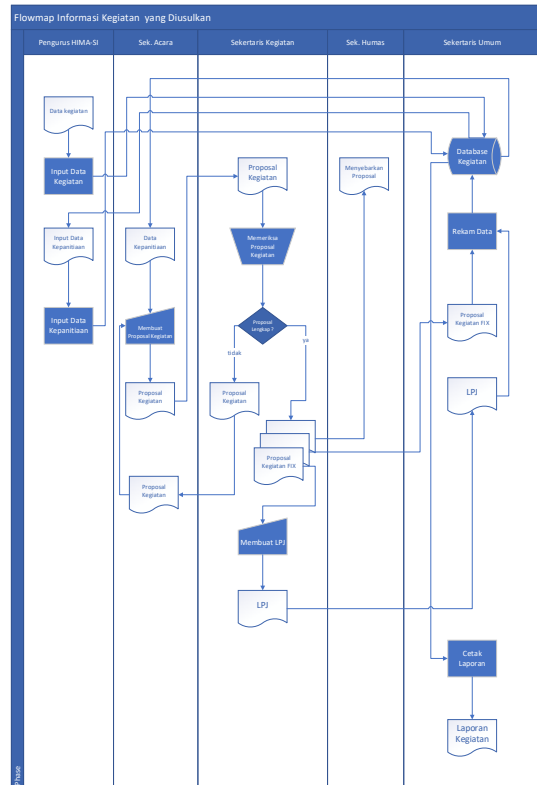 Flowmap Informasi Kegiatan yang Diusulkan
Pengurus HIMA-SI
Sek. Acara
Sekertaris Kegiatan
Sek. Humas
Sekertaris Umum
Data kegiatan
Input Data
Kegiatan
Input Data
Kepanitiaan
Input Data
Kepanitiaan
Data
Kepanitiaan
Membuat
Proposal Kegiatan
Proposal
Kegiatan
Proposal
Kegiatan
Proposal
Kegiatan
Memeriksa
Proposal
Kegiatan
Proposal
Lengkap ?
tidak
ya
Proposal
Kegiatan
Proposal
Kegiatan FIX
Membuat LPJ
LPJ
Menyebarkan
Proposal
Database
Kegiatan
Rekam Data
Proposal
Kegiatan FIX
LPJ
Cetak
Laporan
Laporan
Kegiatan
Phase